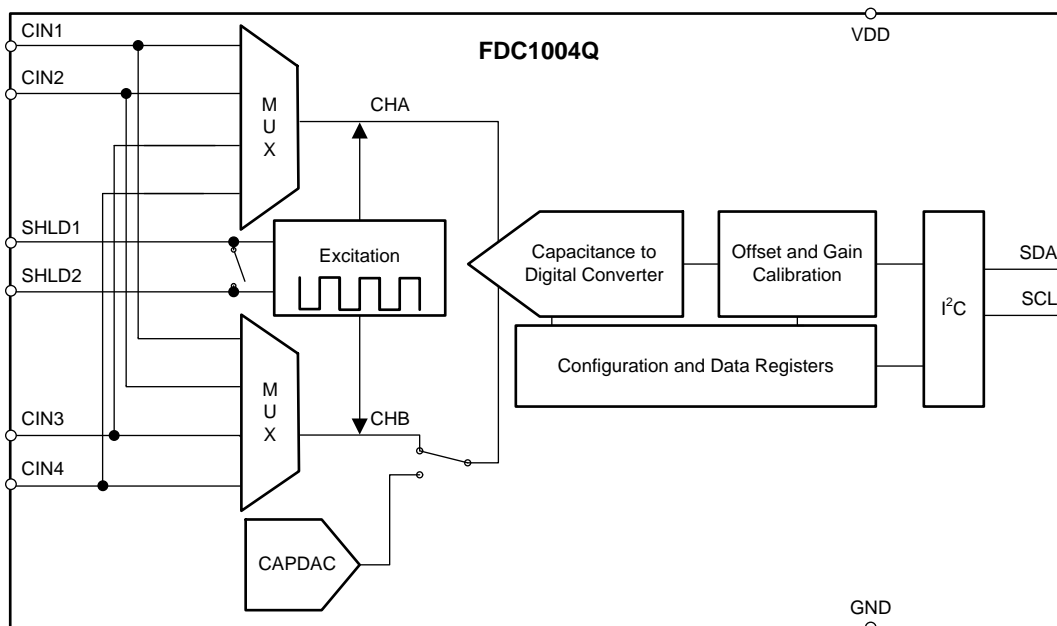 CIN1
CIN2
SHLD1
SHLD2
CIN3
CIN4
M
U
X
CHA
FDC1004Q
VDD
Excitation
Capacitance to
Digital Converter
Offset and Gain
Calibration
I²C
SDA
SCL
Configuration and Data Registers
M
U
X
CHB
CAPDAC
GND